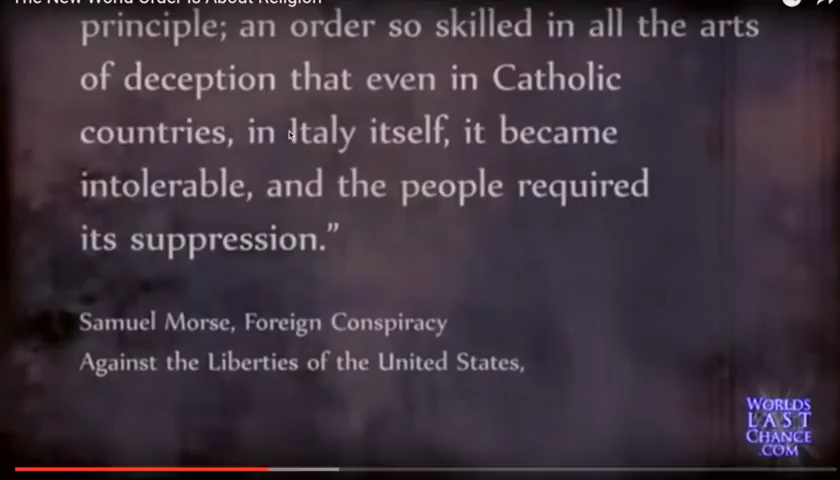 The New World Order is About Religion
principle; an order so skilled in all the arts
of deception that even in Catholic
countries, in Italy itself, it became
intolerable, and the people required
its suppression.”
Samuel Morse, Foreign Conspiracy
Against the Liberties of the United States,
WORLDS
LAST
CHANCE
.COM